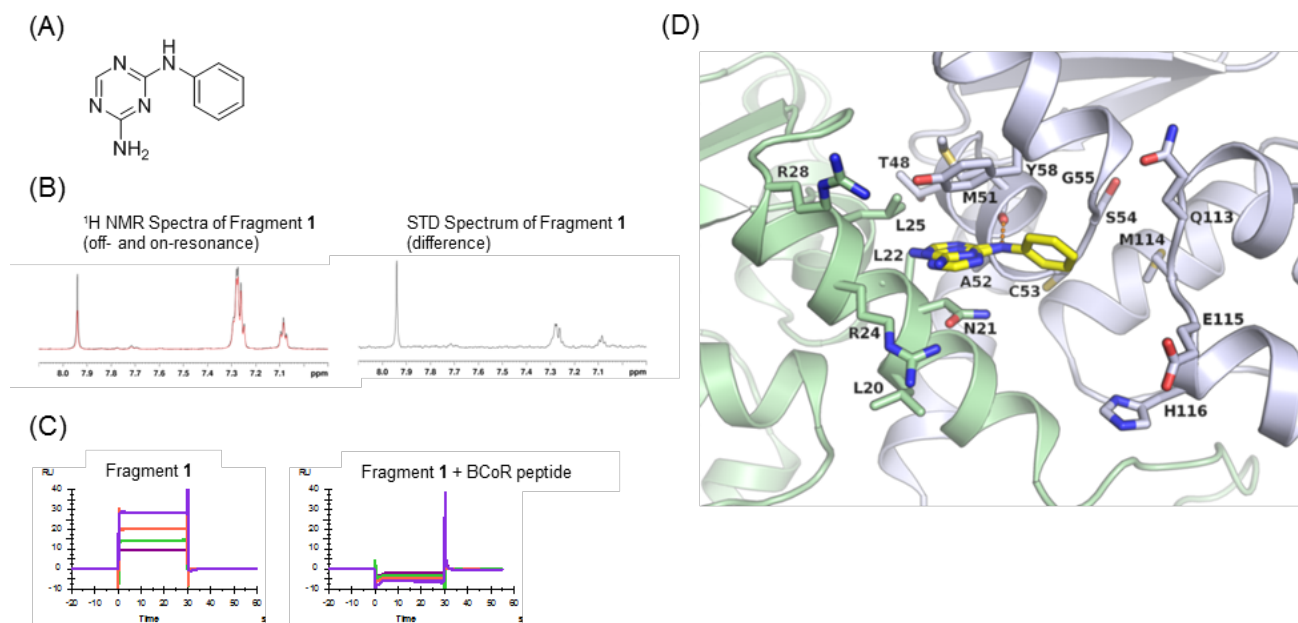 (A)
H
N
N
N
N
NH2
(B)
¹H NMR Spectra of Fragment 1
(off- and on-resonance)
STD Spectrum of Fragment 1
(difference)
8.0 7.9 7.8 7.7 7.6 7.5 7.4 7.3 7.2 7.1 ppm
8.0 7.9 7.8 7.7 7.6 7.5 7.4 7.3 7.2 7.1 ppm
(C)
Fragment 1
RU
40
30
20
10
0
-10
-20 -10 0 10 20 30 40 50 60
Time s
Fragment 1 + BCoR peptide
RU
40
30
20
10
0
-10
-20 -10 0 10 20 30 40 50 60
Time s
(D)
T48
Y58
G55
R28
M51
S54
Q113
L25
M114
L22
A52
C53
N21
E115
R24
L20
H116